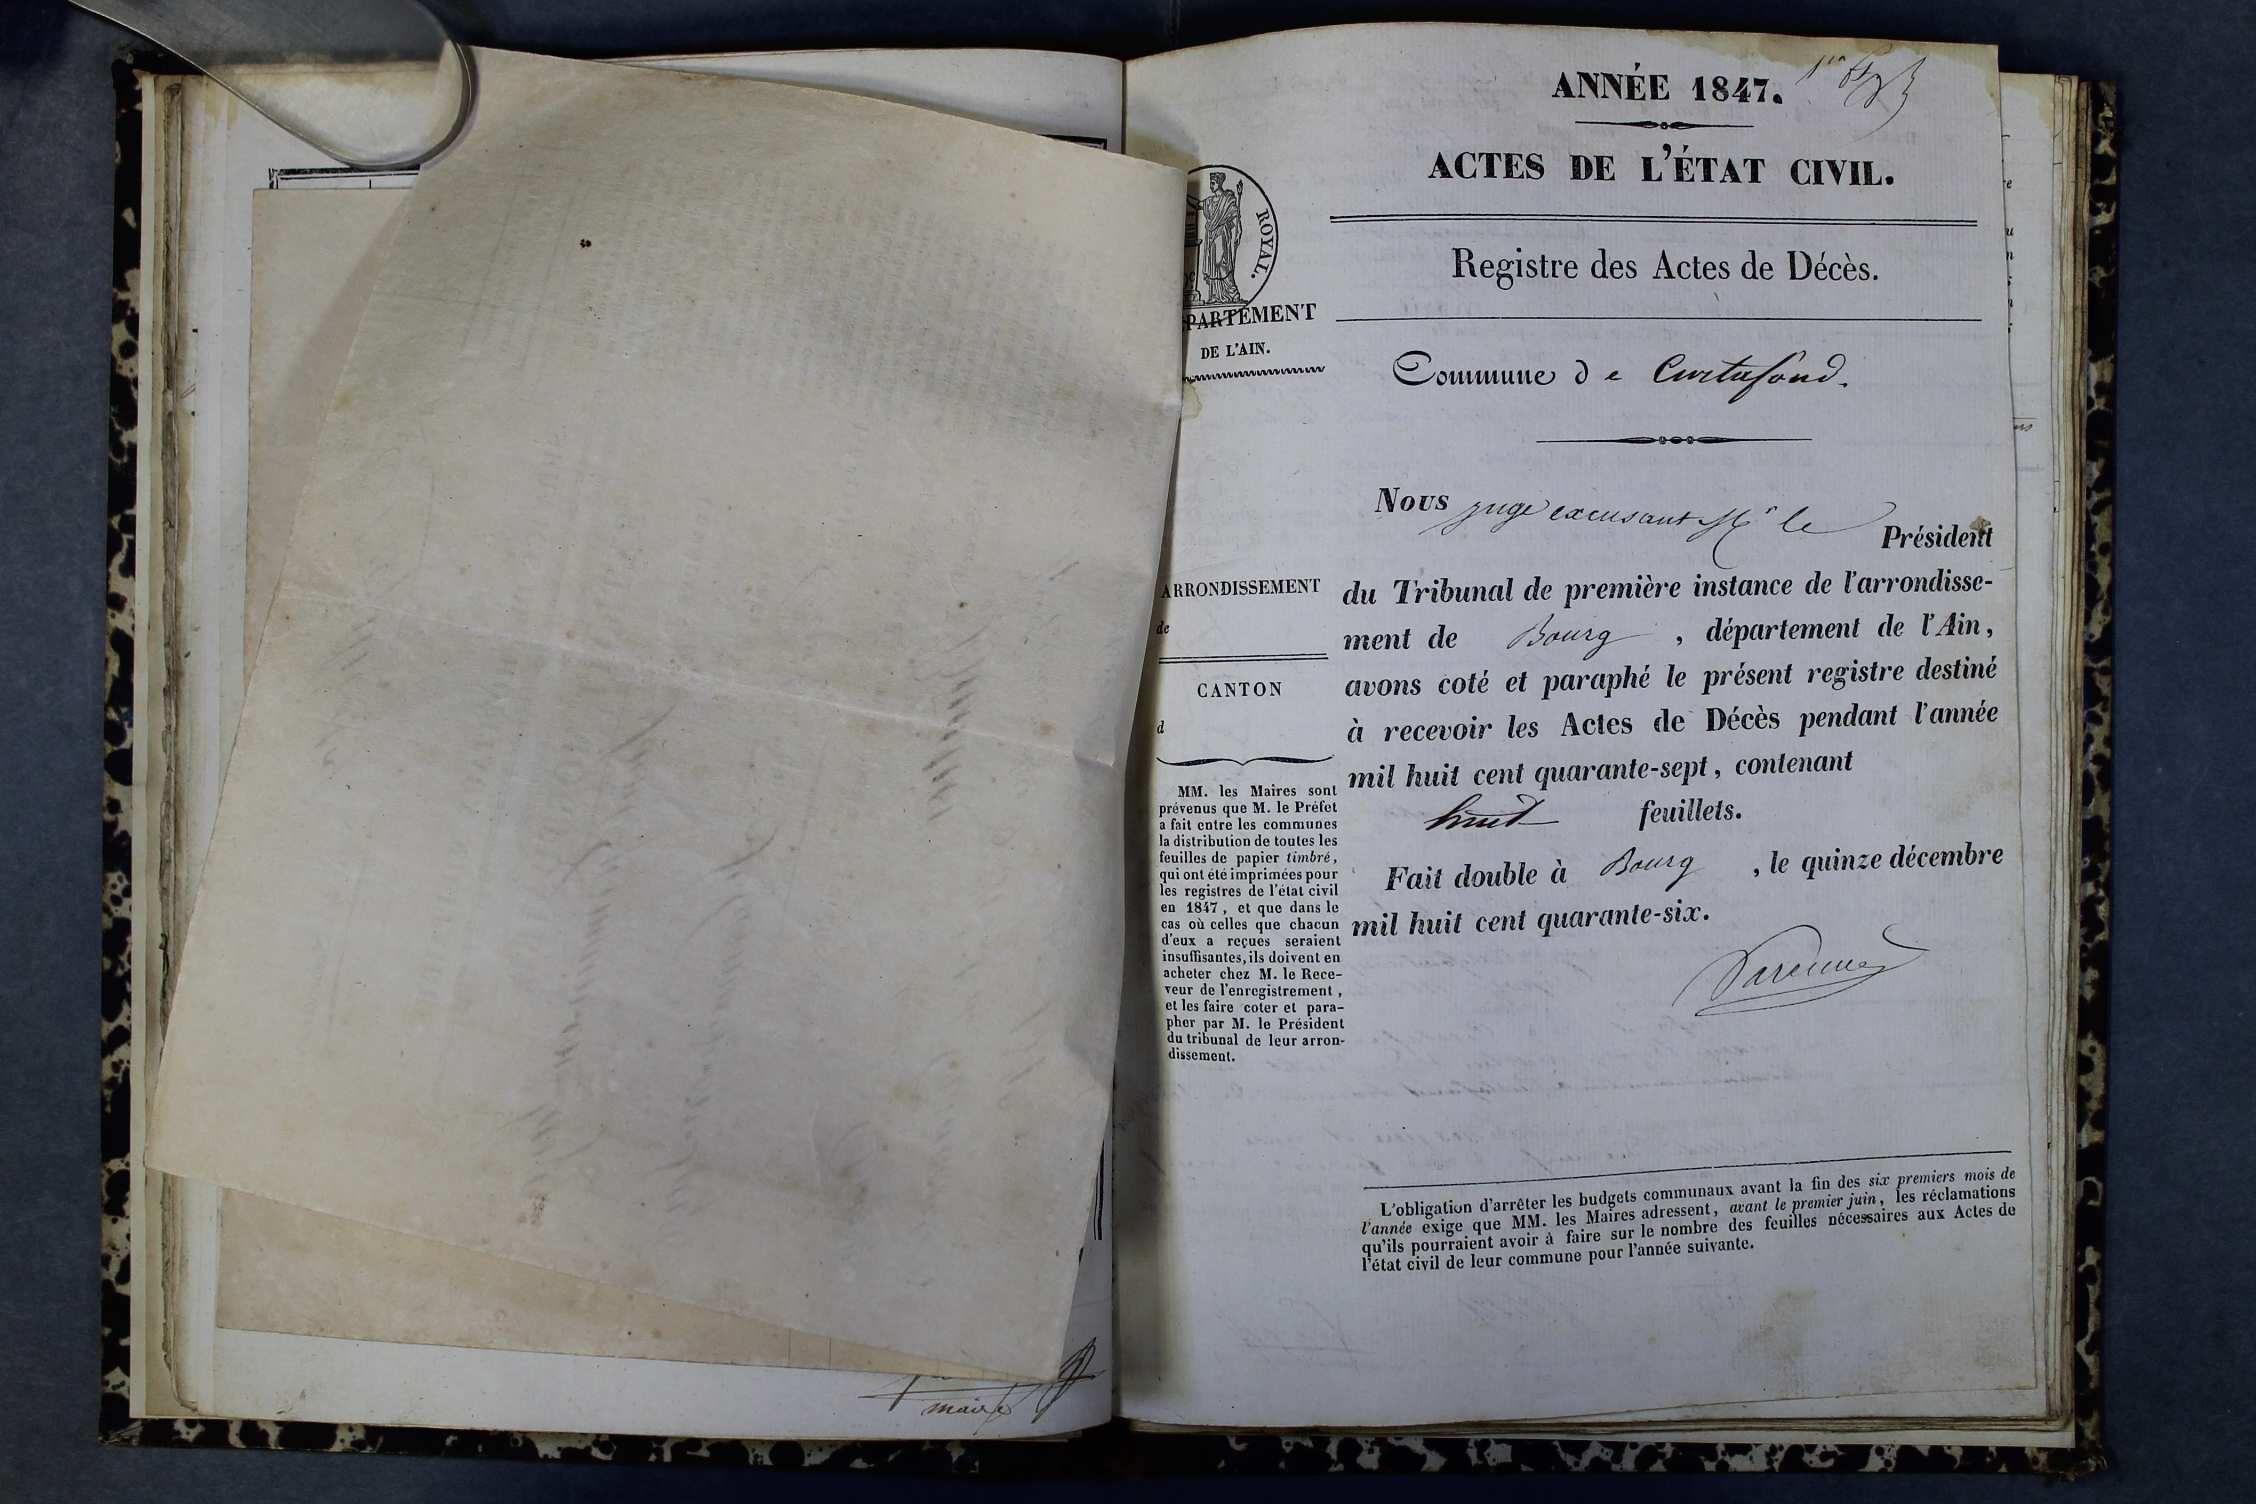 maire
ANNÉE 1847.
ACTES DE L'ÉTAT CIVIL.
ROYAL.
PARTEMENT
DE L'AIN.
Registre des Actes de Décès.
Commune de Curtafond.
Nous juge excusant Mr le Président
du Tribunal de première instance de l'arrondisse-
ment de Bourg, département de l'Ain,
avons coté et paraphé le présent registre destiné
à recevoir les Actes de Décès pendant l'année
mil huit cent quarante-sept, contenant
huit feuillets.
Fait double à Bourg, le quinze décembre
mil huit cent quarante-six.
ARRONDISSEMENT
de
CANTON
d
MM. les Maires sont
prévenus que M. le Préfet
a fait entre les communes
la distribution de toutes les
feuilles de papier timbré,
qui ont été imprimées pour
les registres de l'état civil
en 1847, et que dans le
cas où celles que chacun
d'eux a reçues seraient
insuffisantes, ils doivent en
acheter chez M. le Rece-
veur de l'enregistrement,
et les faire coter et para-
pher par M. le Président
du tribunal de leur arron-
dissement.
L'obligation d'arrêter les budgets communaux avant la fin des six premiers mois de
l'année exige que MM. les Maires adressent, avant le premier juin, les réclamations
qu'ils pourraient avoir à faire sur le nombre des feuilles nécessaires aux Actes de
l'état civil de leur commune pour l'année suivante.